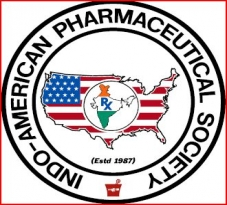 INDO-AMERICAN PHARMACEUTICAL SOCIETY
Rx
(Estd 1987)